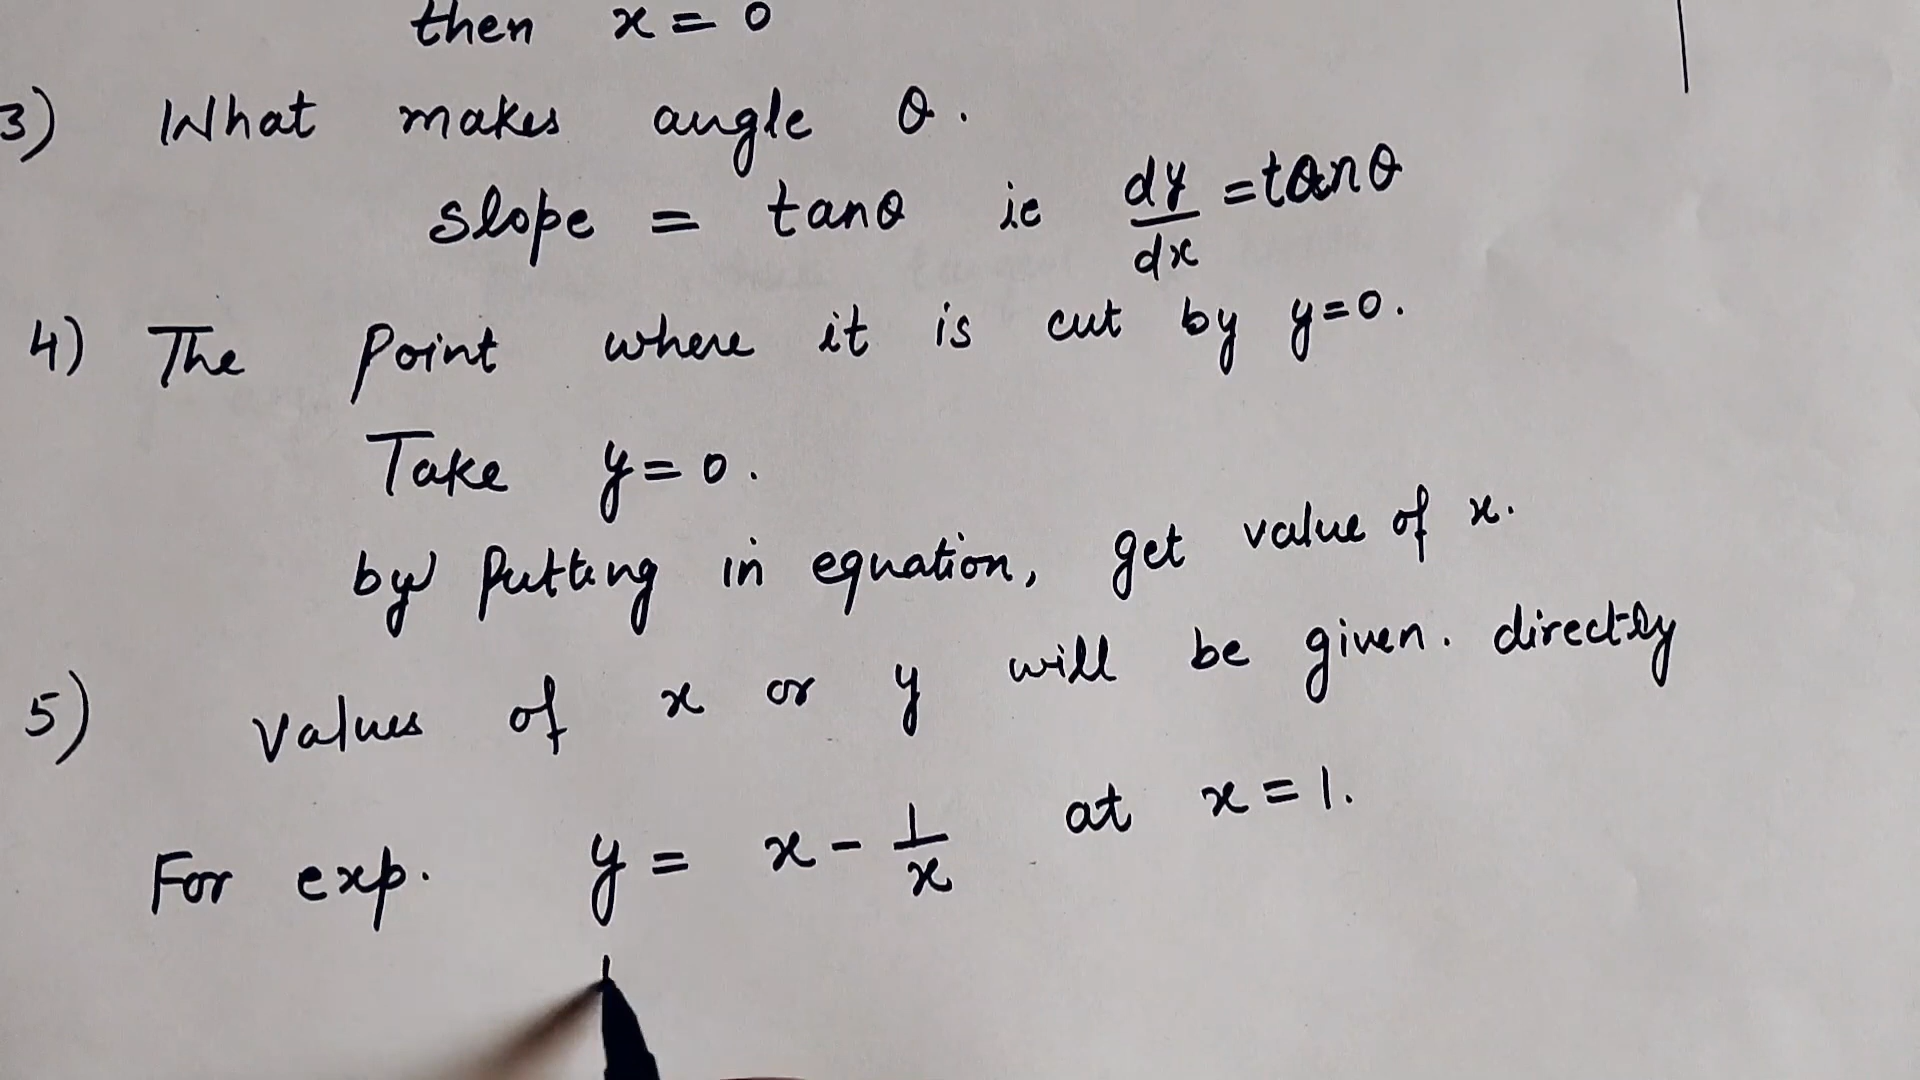 then x = 0
3) What makes angle θ.
slope = tanθ ie dy/dx = tanθ
4) The point where it is cut by y=0.
Take y=0.
by putting in equation, get value of x.
5) values of x or y will be given. directly
For exp. y = x - 1/x at x = 1.